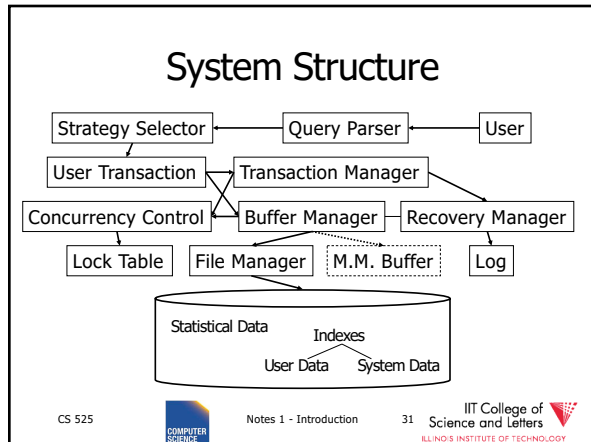 System Structure
Strategy Selector Query Parser User
User Transaction Transaction Manager
Concurrency Control Buffer Manager Recovery Manager
Lock Table File Manager M.M. Buffer Log
Statistical Data
Indexes
User Data System Data
CS 525
COMPUTER
SCIENCE
Notes 1 - Introduction
31
IIT College of
Science and Letters
ILLINOIS INSTITUTE OF TECHNOLOGY